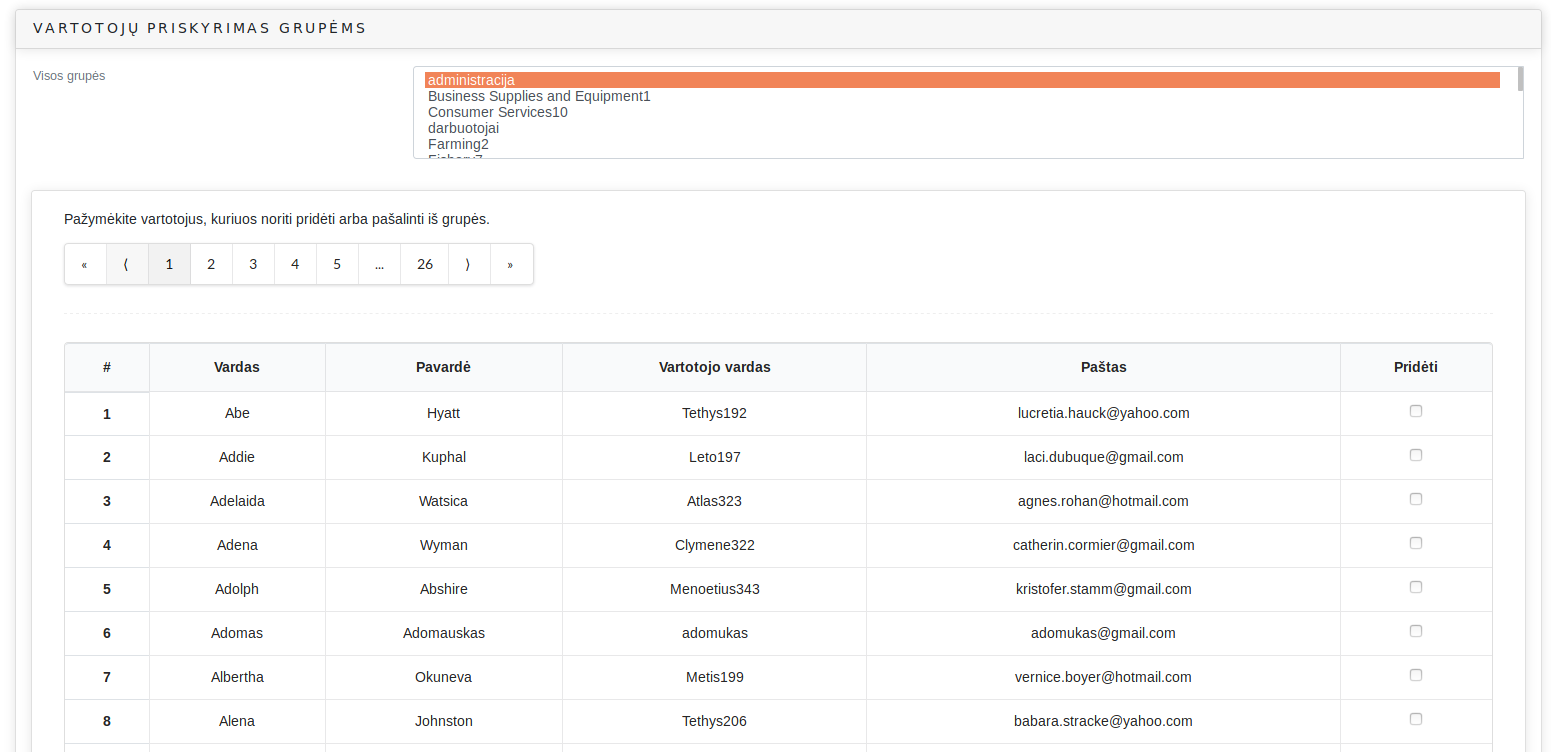 VARTOTOJŲ PRISKYRIMAS GRUPĖMS
Visos grupės
administracija
Business Supplies and Equipment1
Consumer Services10
darbuotojai
Farming2
Pažymėkite vartotojus, kuriuos noriti pridėti arba pašalinti iš grupės.
« ⟨ 1 2 3 4 5 ... 26 ⟩ »
# Vardas Pavardė Vartotojo vardas Paštas Pridėti
1 Abe Hyatt Tethys192 lucretia.hauck@yahoo.com
2 Addie Kuphal Leto197 laci.dubuque@gmail.com
3 Adelaida Watsica Atlas323 agnes.rohan@hotmail.com
4 Adena Wyman Clymene322 catherin.cormier@gmail.com
5 Adolph Abshire Menoetius343 kristofer.stamm@gmail.com
6 Adomas Adomauskas adomukas adomukas@gmail.com
7 Albertha Okuneva Metis199 vernice.boyer@hotmail.com
8 Alena Johnston Tethys206 babara.stracke@yahoo.com